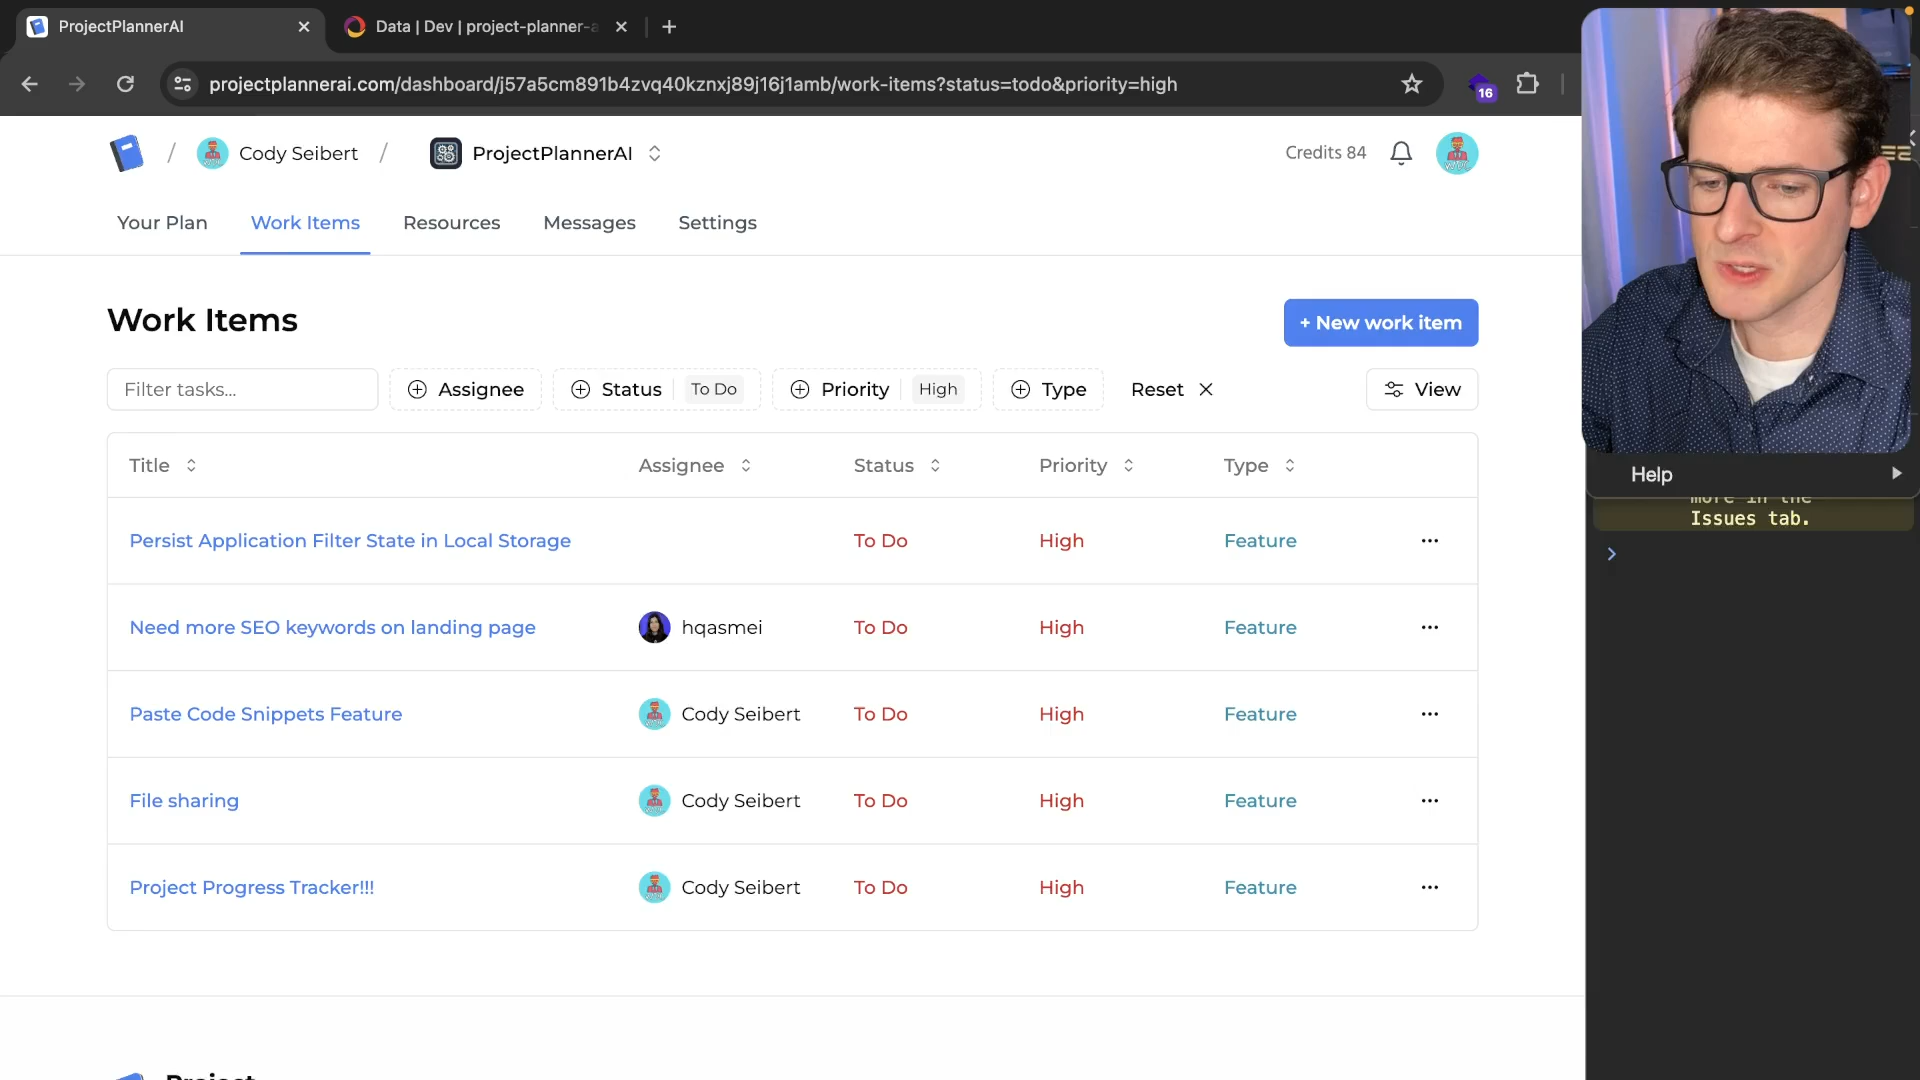 ProjectPlannerAI
Data | Dev | project-planner-a
projectplannerai.com/dashboard/j57a5cm891b4zvq40kznxj89j16j1amb/work-items?status=todo&priority=high
16
Cody Seibert
ProjectPlannerAI
Credits 84
Your Plan
Work Items
Resources
Messages
Settings
Work Items
+ New work item
Filter tasks...
Assignee
Status
To Do
Priority
High
Type
Reset
View
Title
Assignee
Status
Priority
Type
Persist Application Filter State in Local Storage
To Do
High
Feature
Need more SEO keywords on landing page
hqasmei
To Do
High
Feature
Paste Code Snippets Feature
Cody Seibert
To Do
High
Feature
File sharing
Cody Seibert
To Do
High
Feature
Project Progress Tracker!!!
Cody Seibert
To Do
High
Feature
Help
more in the
Issues tab.
Project